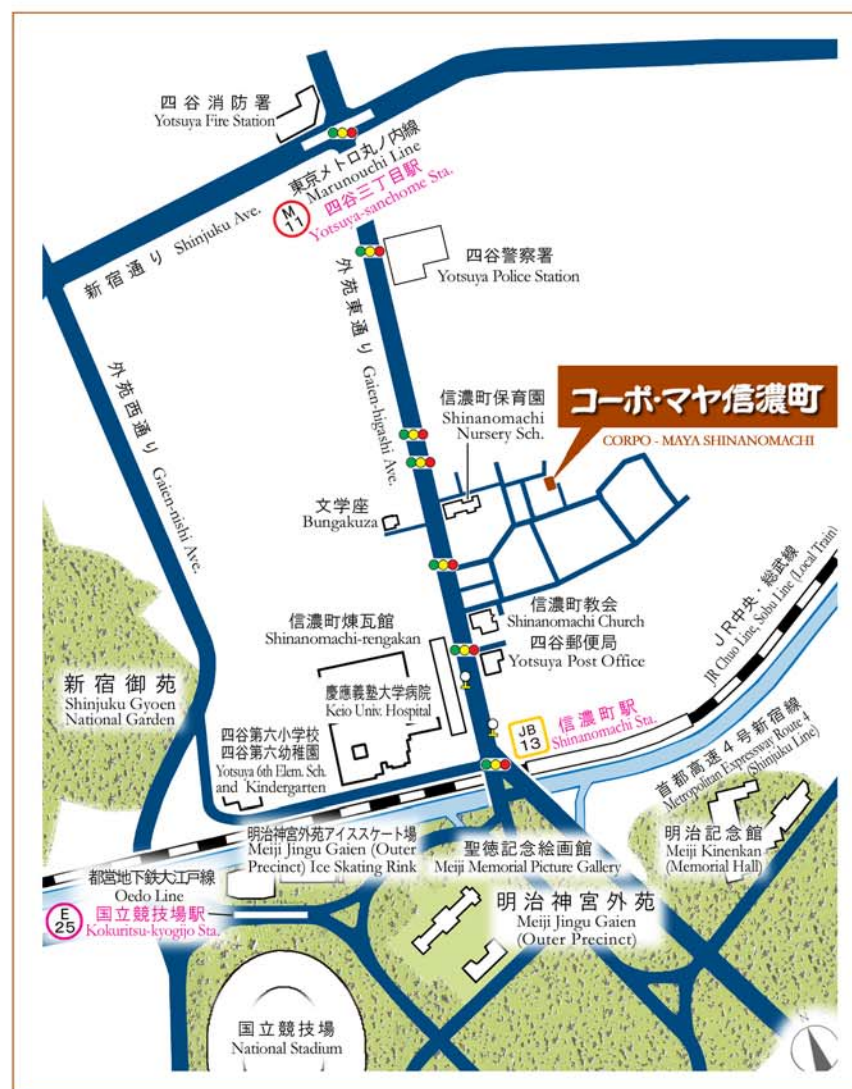 四谷消防署
Yotsuya Fire Station
東京メトロ丸ノ内線
Marunouchi Line
M
11
四谷三丁目駅
Yotsuya-sanchome Sta.
新宿通り Shinjuku Ave.
四谷警察署
Yotsuya Police Station
外苑東通り Gaien-higashi Ave.
外苑西通り Gaien-nishi Ave.
コーポ・マヤ信濃町
CORPO - MAYA SHINANOMACHI
信濃町保育園
Shinanomachi
Nursery Sch.
文学座
Bungakuza
信濃町教会
Shinanomachi Church
四谷郵便局
Yotsuya Post Office
信濃町煉瓦館
Shinanomachi-rengakan
慶應義塾大学病院
Keio Univ. Hospital
新宿御苑
Shinjuku Gyoen
National Garden
四谷第六小学校
四谷第六幼稚園
Yotsuya 6th Elem. Sch.
and Kindergarten
JB
13
信濃町駅
Shinanomachi Sta.
JR中央・総武線
JR Chuo Line, Sobu Line (Local Train)
首都高速4号新宿線
Metropolitan Expressway Route 4
(Shinjuku Line)
明治神宮外苑アイススケート場
Meiji Jingu Gaien (Outer
Precinct) Ice Skating Rink
聖徳記念絵画館
Meiji Memorial Picture Gallery
明治記念館
Meiji Kinenkan
(Memorial Hall)
都営地下鉄大江戸線
Oedo Line
E
25
国立競技場駅
Kokuritsu-kyogijo Sta.
明治神宮外苑
Meiji Jingu Gaien
(Outer Precinct)
国立競技場
National Stadium
N